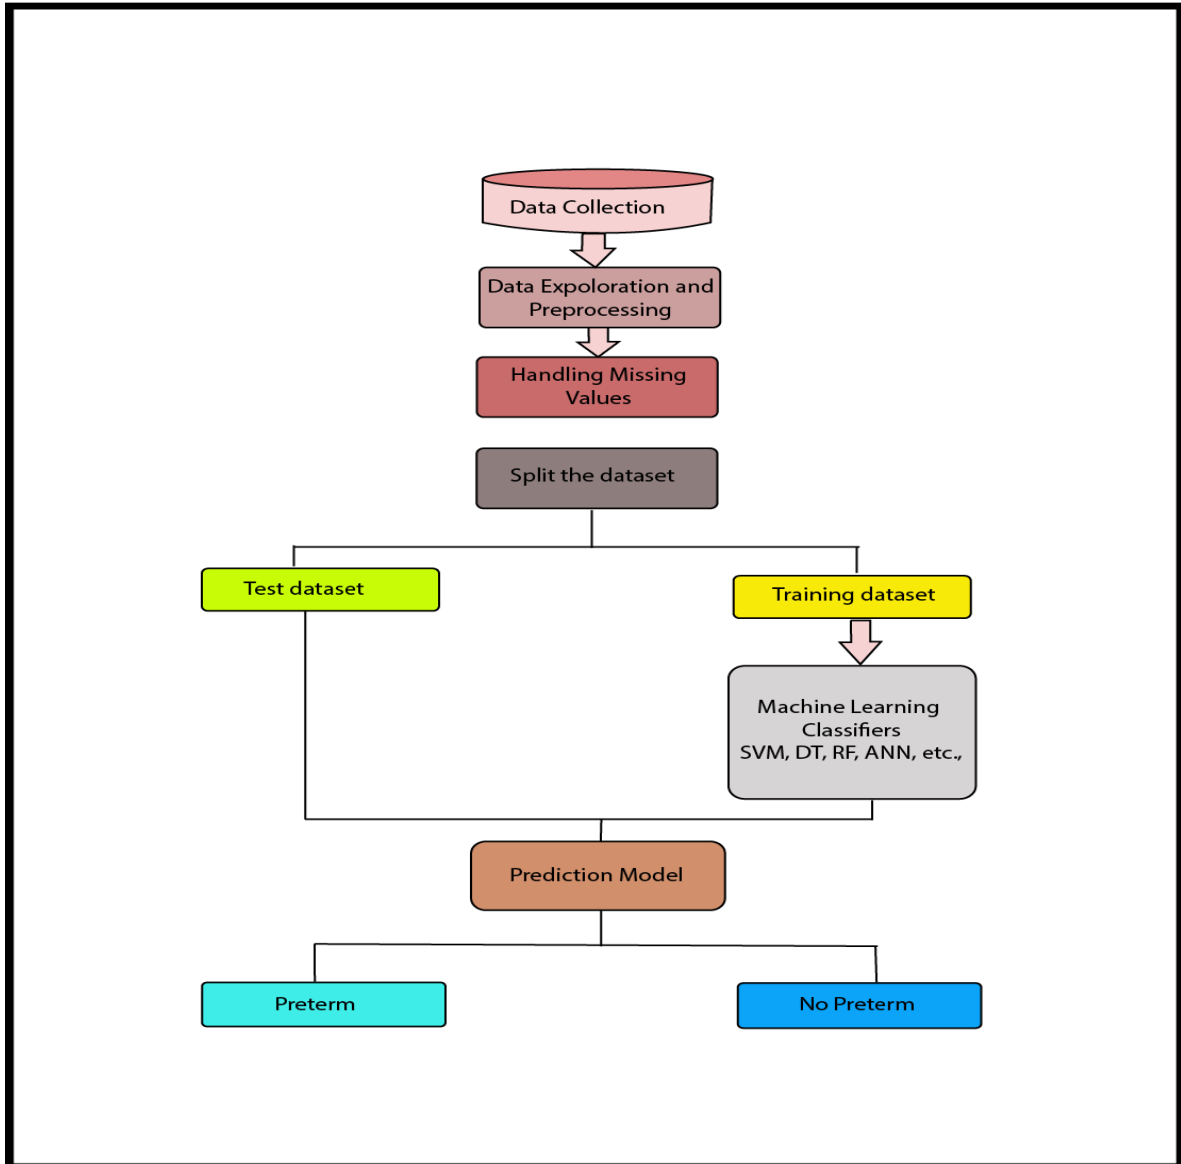 Data Collection
Data Expoloration and
Preprocessing
Handling Missing
Values
Split the dataset
Test dataset
Training dataset
Machine Learning
Classifiers
SVM, DT, RF, ANN, etc.,
Prediction Model
Preterm
No Preterm